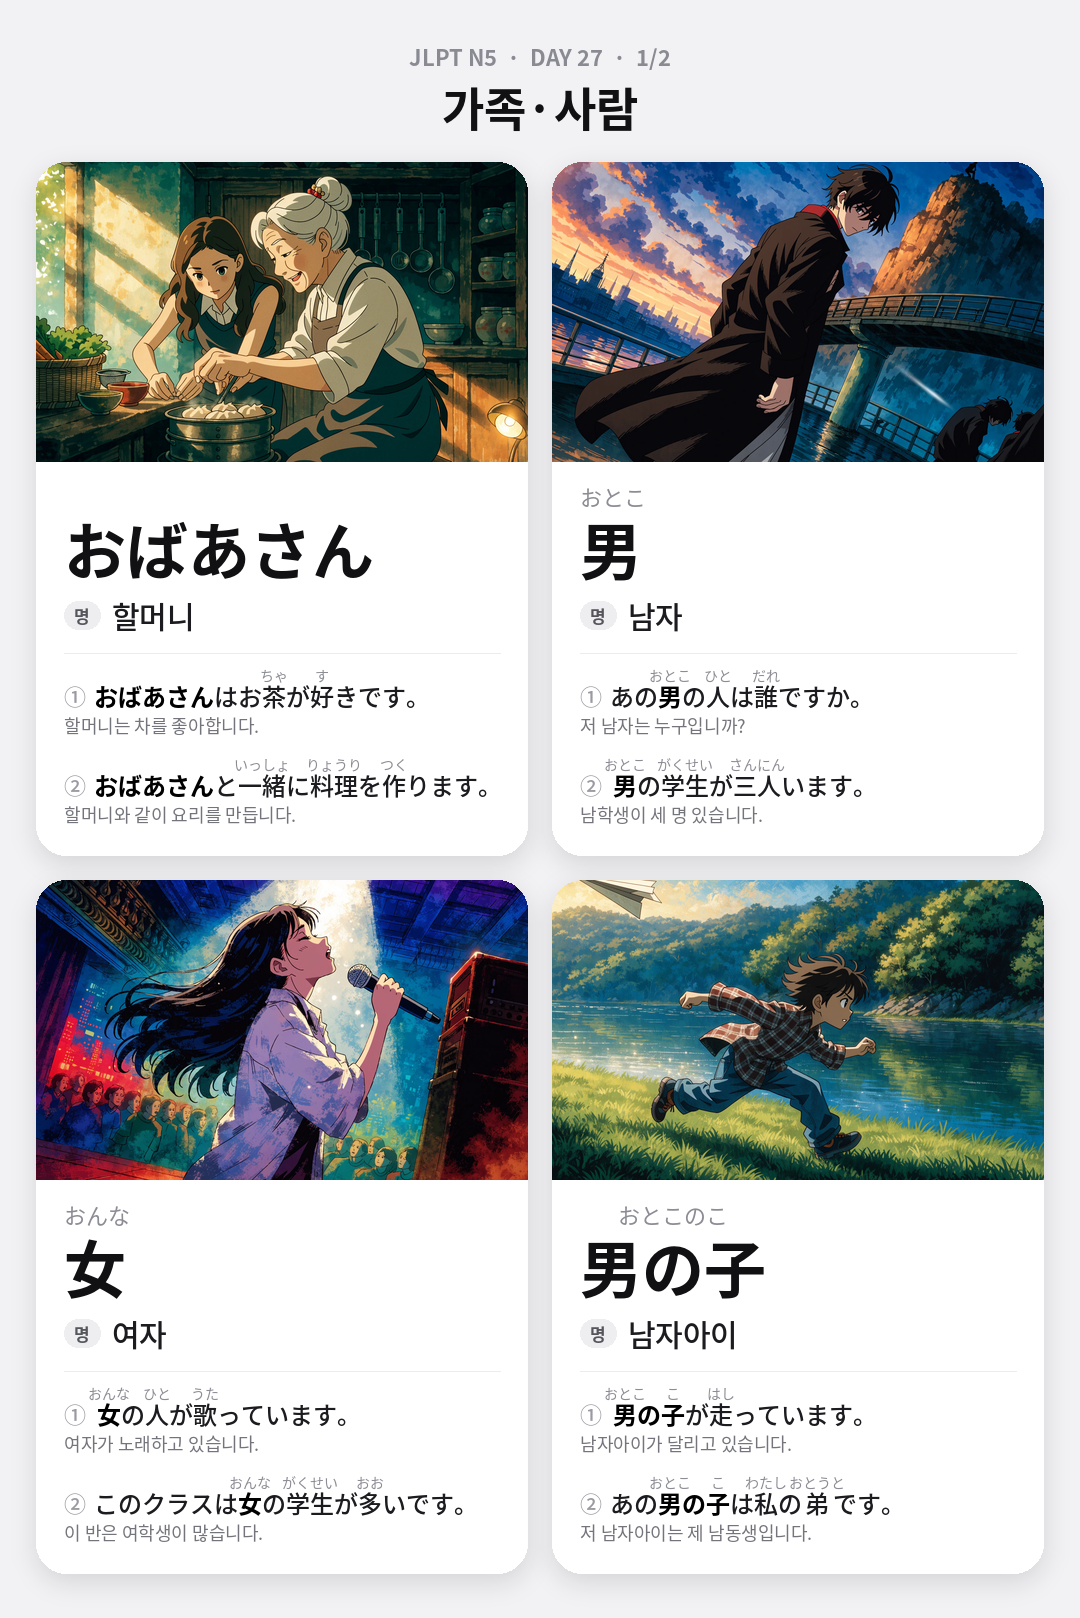 JLPT N5 · DAY 27 · 1/2
가족·사람
おばあさん
명 할머니
ちゃ す
① おばあさんはお茶が好きです。
할머니는 차를 좋아합니다.
いっしょ りょうり つく
② おばあさんと一緒に料理を作ります。
할머니와 같이 요리를 만듭니다.
おとこ
男
명 남자
おとこ ひと だれ
① あの男の人は誰ですか。
저 남자는 누구입니까?
おとこ がくせい さんにん
② 男の学生が三人います。
남학생이 세 명 있습니다.
おんな
女
명 여자
おんな ひと うた
① 女の人が歌っています。
여자가 노래하고 있습니다.
おんな がくせい おお
② このクラスは女の学生が多いです。
이 반은 여학생이 많습니다.
おとこのこ
男の子
명 남자아이
おとこ こ はし
① 男の子が走っています。
남자아이가 달리고 있습니다.
おとこ こ わたし おとうと
② あの男の子は私の弟です。
저 남자아이는 제 남동생입니다.